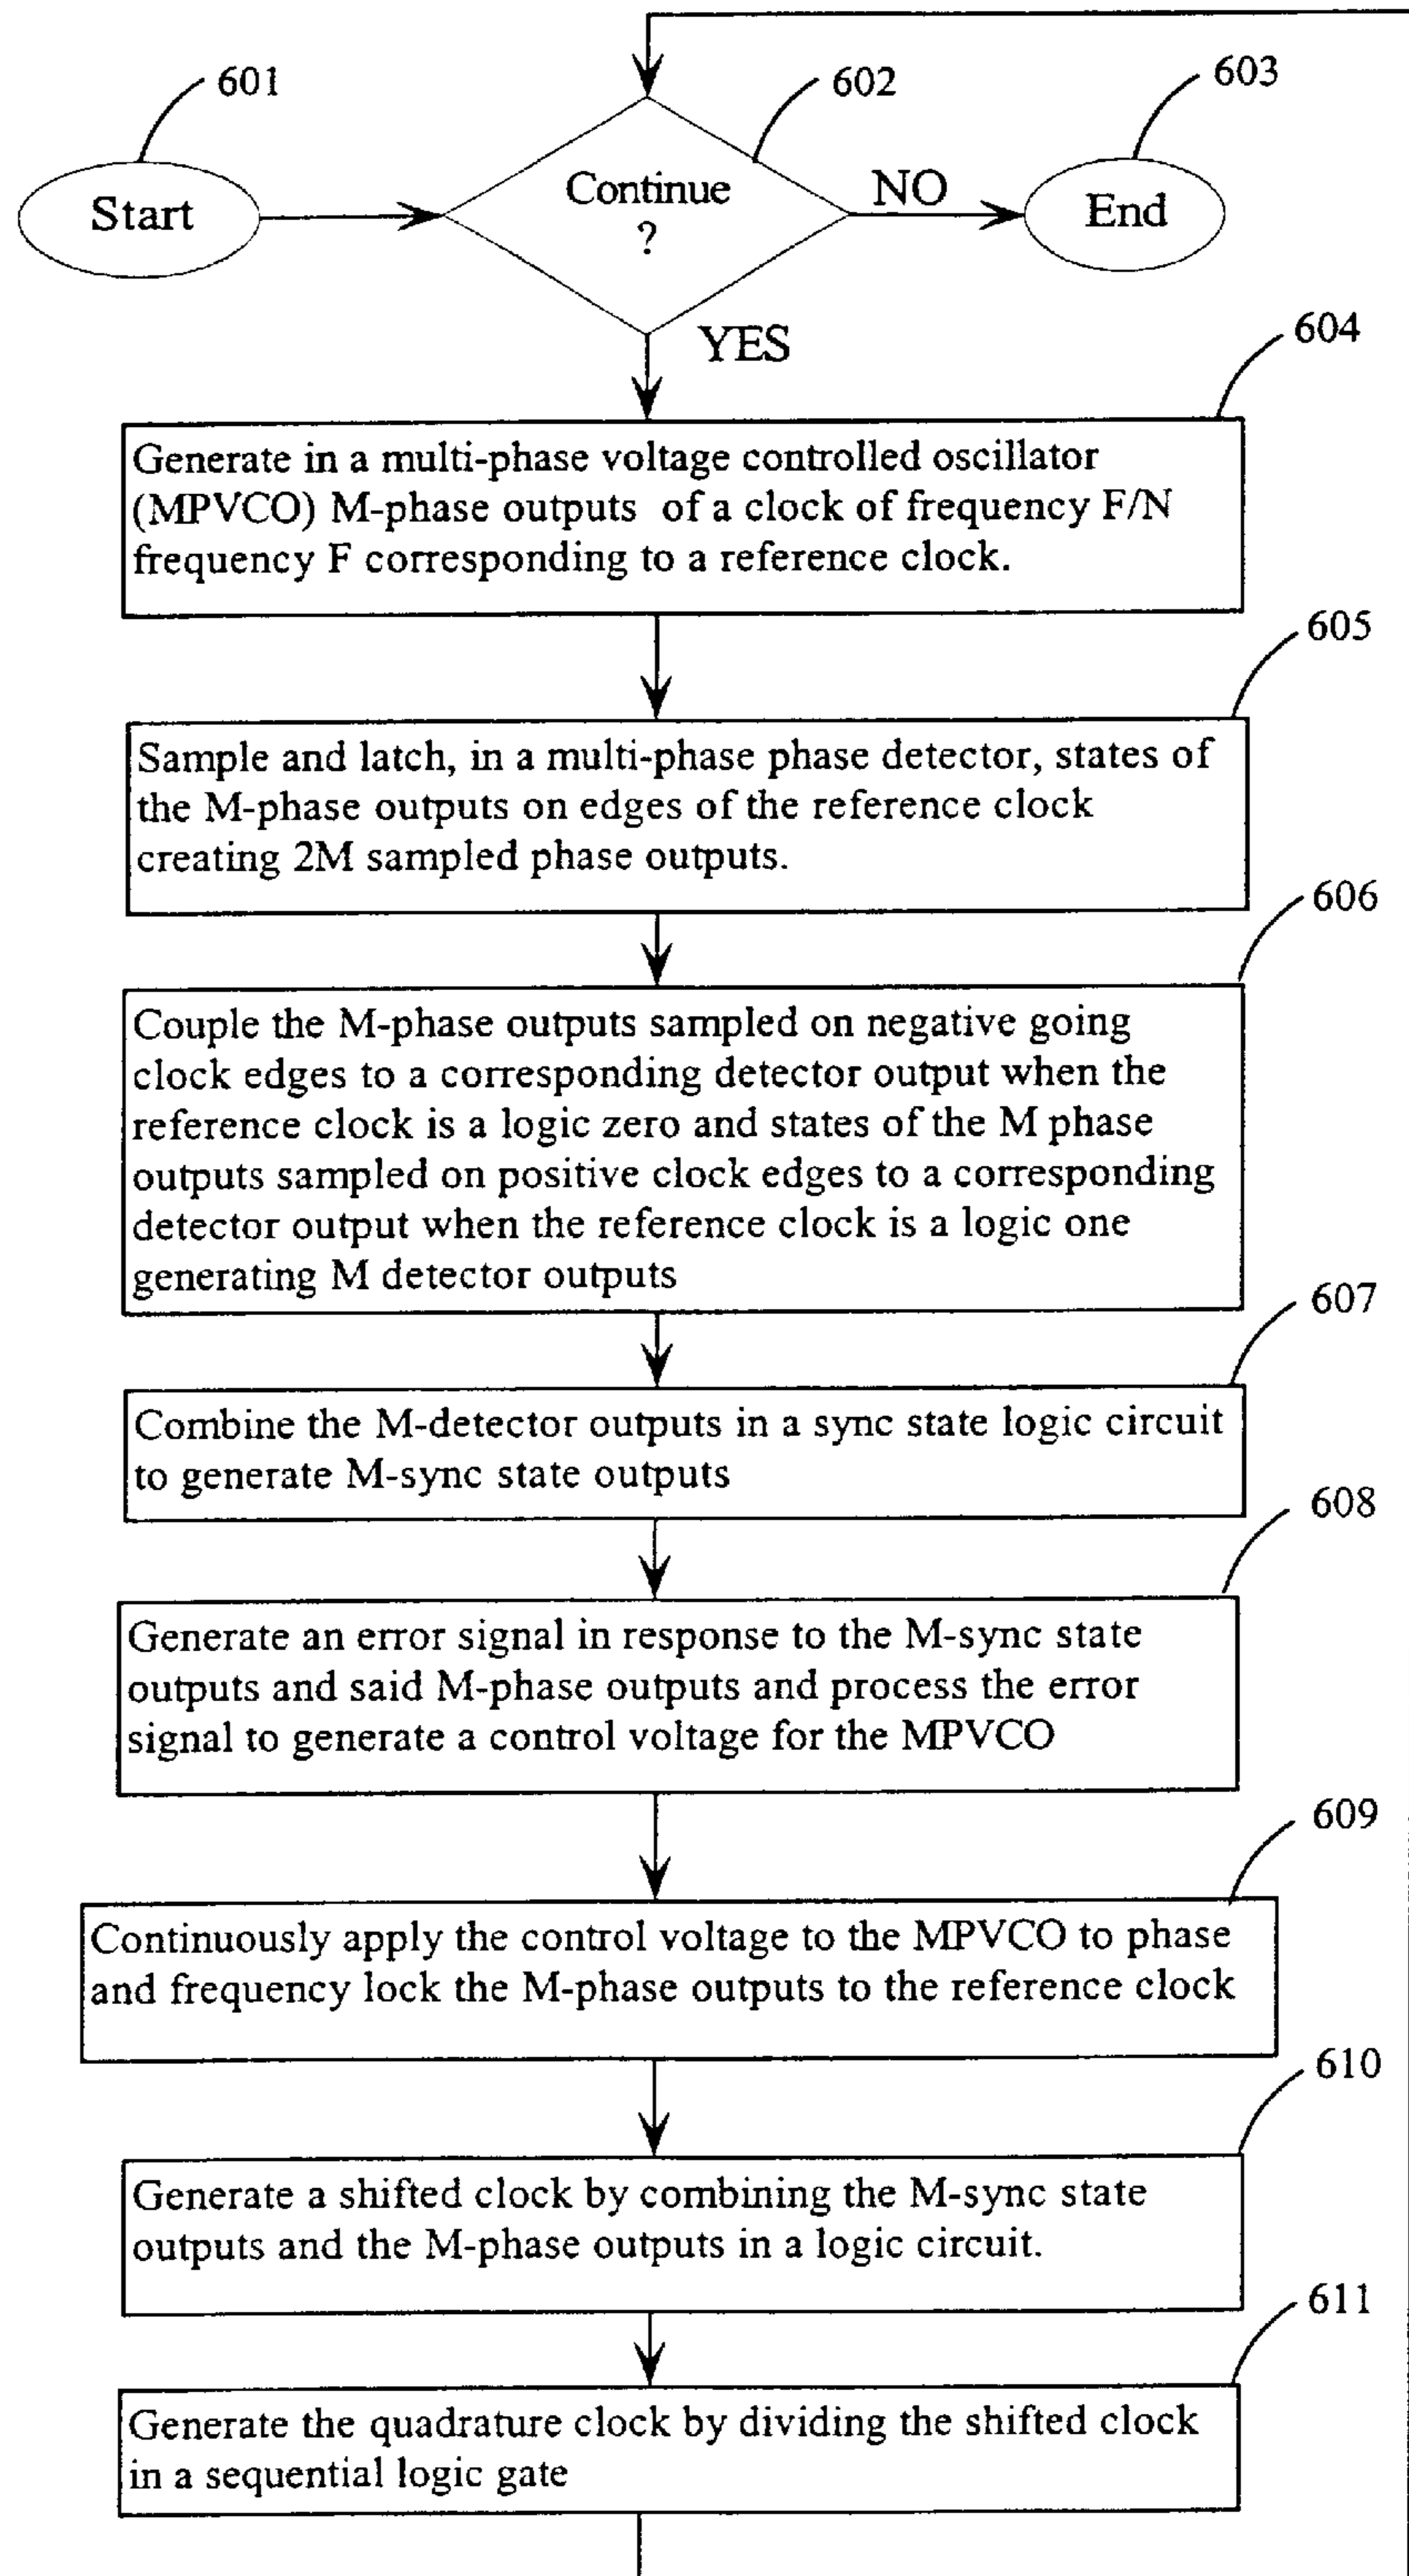 601
602
603
Start
Continue
?
NO
End
YES
604
Generate in a multi-phase voltage controlled oscillator
(MPVCO) M-phase outputs of a clock of frequency F/N
frequency F corresponding to a reference clock.
605
Sample and latch, in a multi-phase phase detector, states of
the M-phase outputs on edges of the reference clock
creating 2M sampled phase outputs.
606
Couple the M-phase outputs sampled on negative going
clock edges to a corresponding detector output when the
reference clock is a logic zero and states of the M phase
outputs sampled on positive clock edges to a corresponding
detector output when the reference clock is a logic one
generating M detector outputs
607
Combine the M-detector outputs in a sync state logic circuit
to generate M-sync state outputs
608
Generate an error signal in response to the M-sync state
outputs and said M-phase outputs and process the error
signal to generate a control voltage for the MPVCO
609
Continuously apply the control voltage to the MPVCO to phase
and frequency lock the M-phase outputs to the reference clock
610
Generate a shifted clock by combining the M-sync state
outputs and the M-phase outputs in a logic circuit.
611
Generate the quadrature clock by dividing the shifted clock
in a sequential logic gate